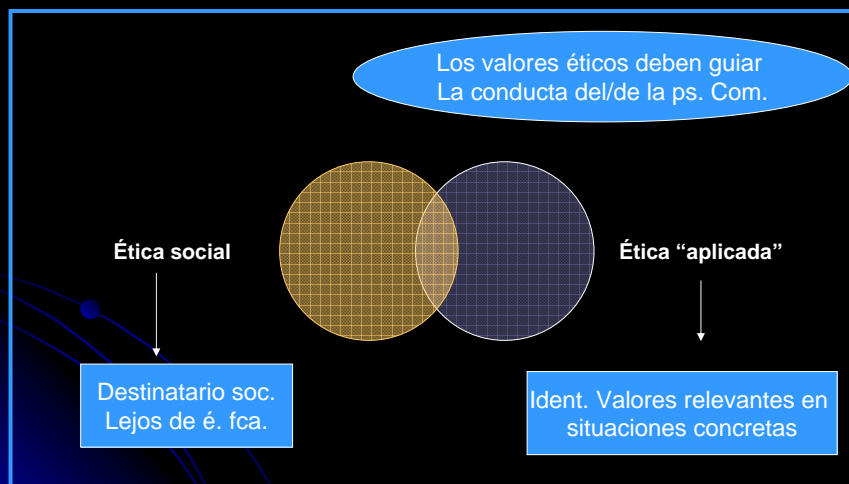 Los valores éticos deben guiar
La conducta del/de la ps. Com.
Ética social
Ética “aplicada”
Destinatario soc.
Lejos de é. fca.
Ident. Valores relevantes en
situaciones concretas